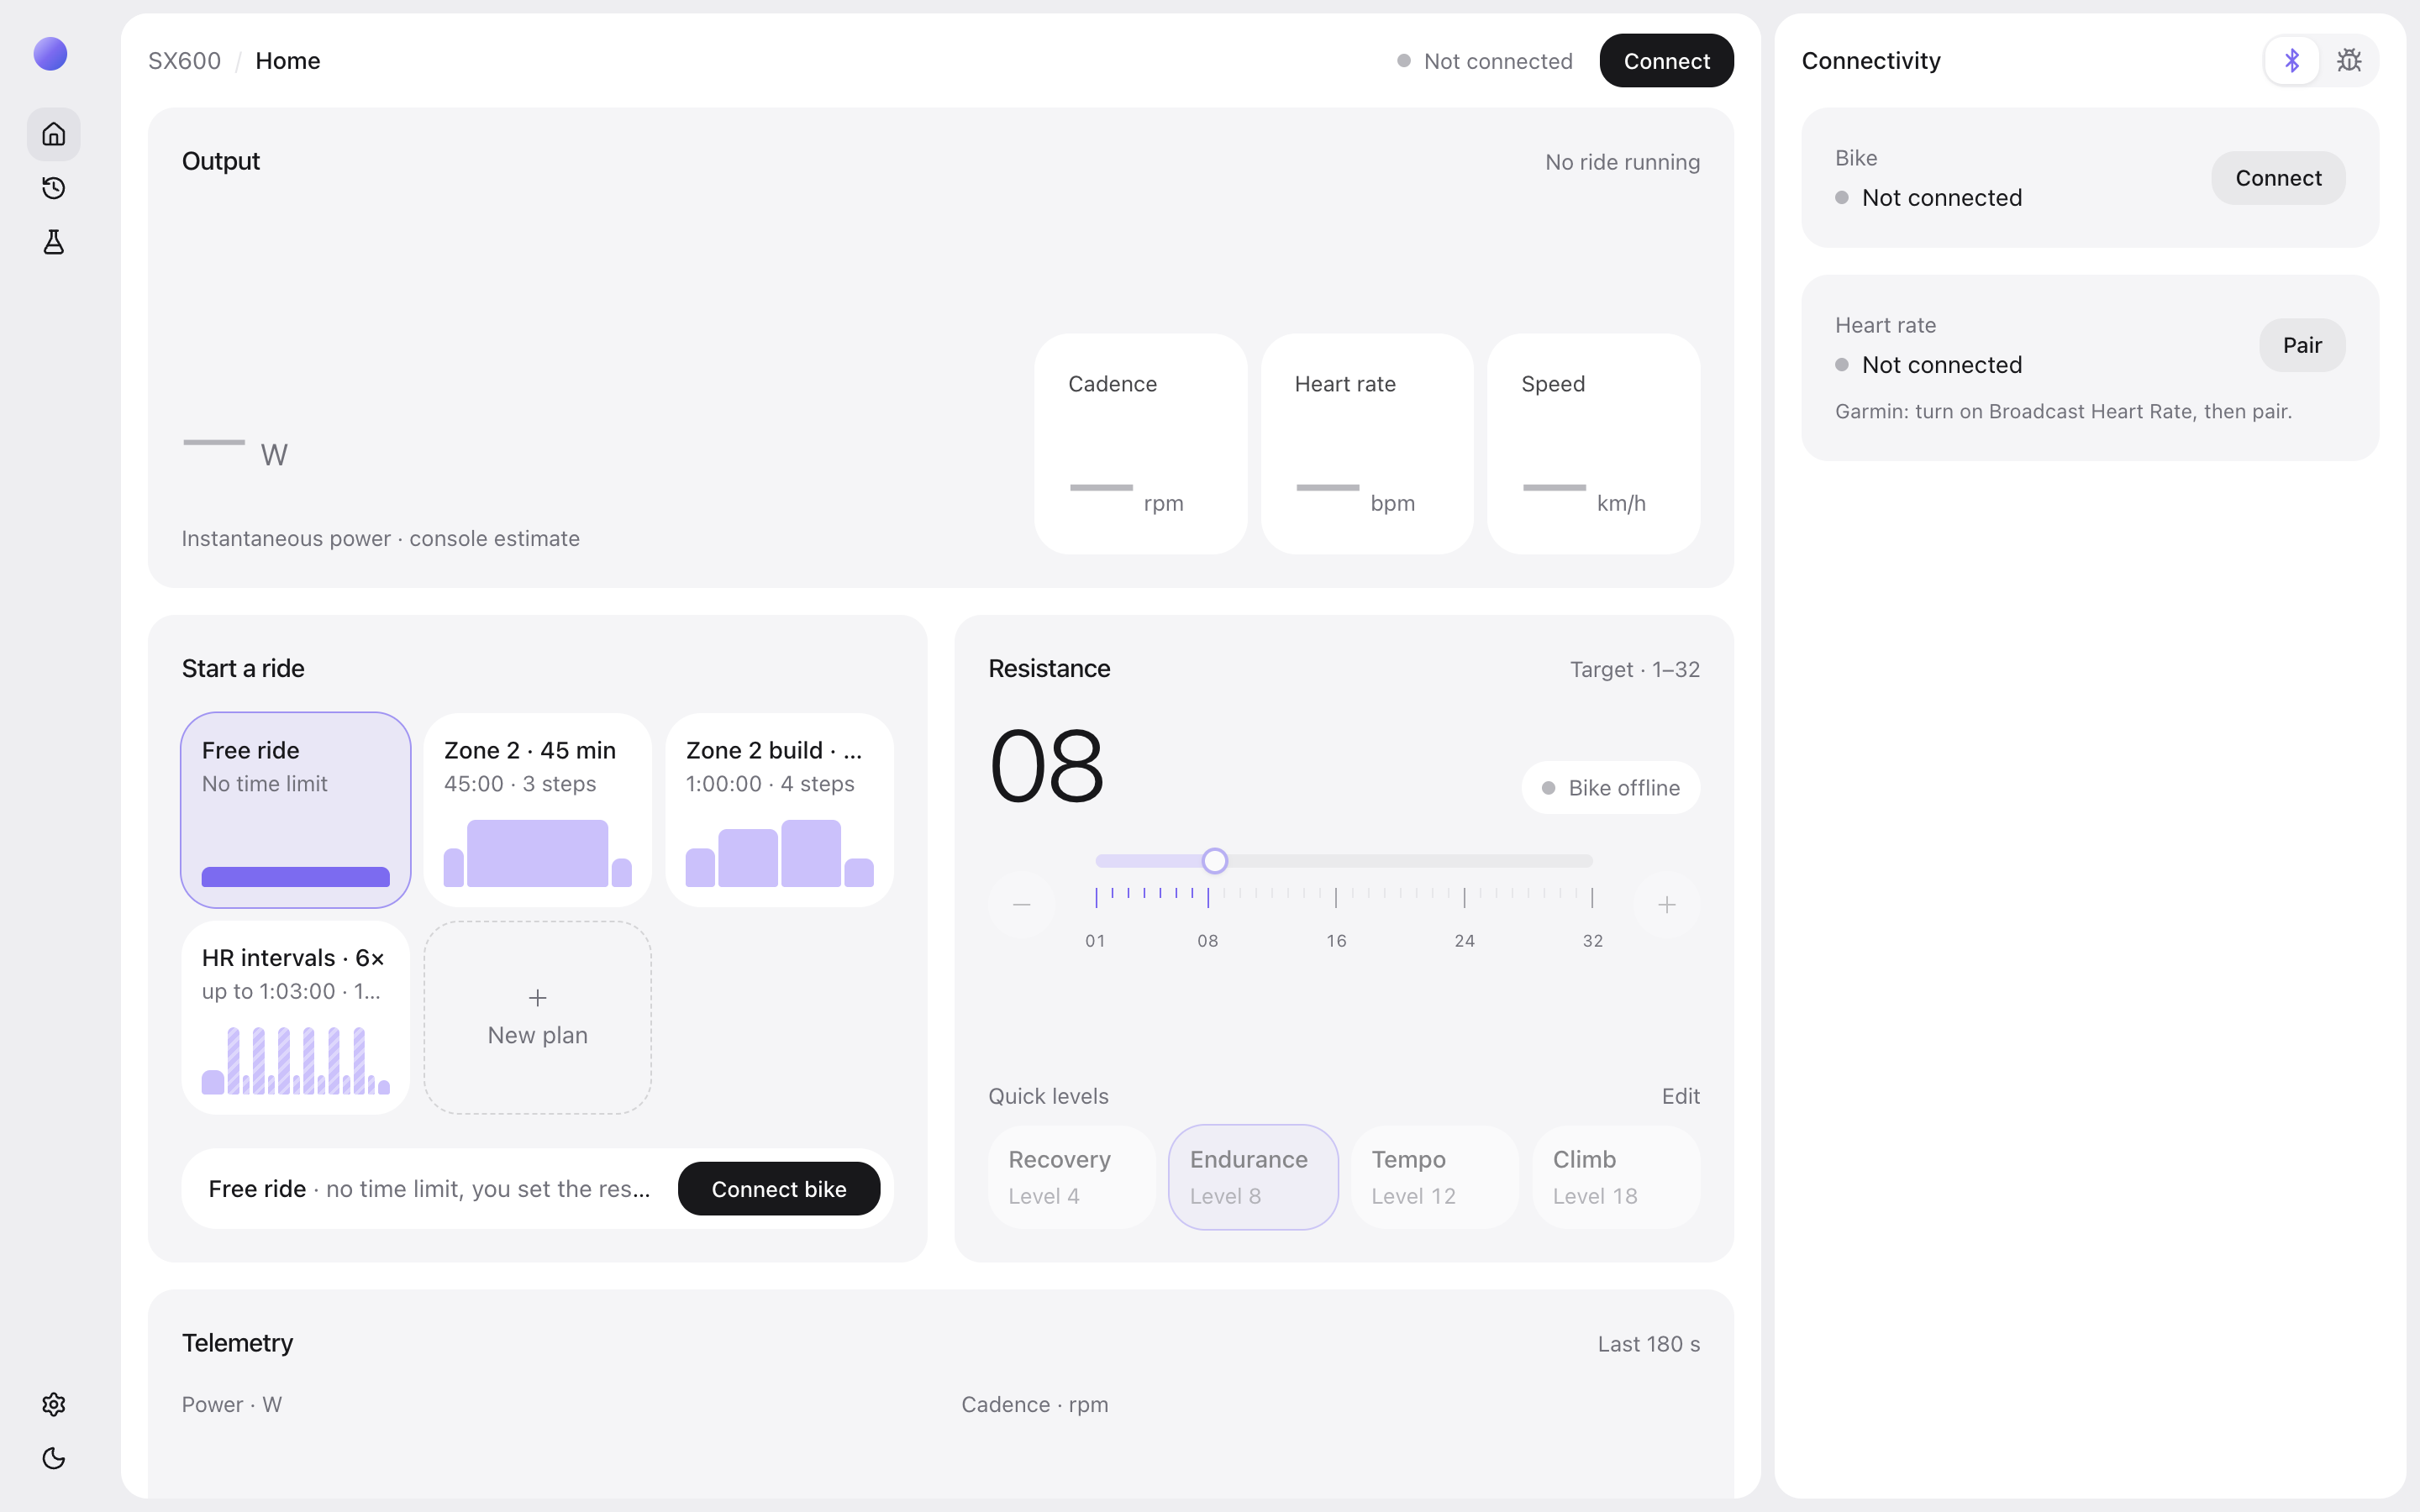 SX600 / Home
Not connected
Connect
Output
No ride running
— W
Instantaneous power · console estimate
Cadence
— rpm
Heart rate
— bpm
Speed
— km/h
Start a ride
Free ride
No time limit
Zone 2 · 45 min
45:00 · 3 steps
Zone 2 build · ...
1:00:00 · 4 steps
HR intervals · 6×
up to 1:03:00 · 1...
+
New plan
Free ride · no time limit, you set the res...
Connect bike
Resistance
Target · 1–32
08
Bike offline
01 08 16 24 32
Quick levels
Edit
Recovery
Level 4
Endurance
Level 8
Tempo
Level 12
Climb
Level 18
Telemetry
Last 180 s
Power · W
Cadence · rpm
Connectivity
Bike
Not connected
Connect
Heart rate
Not connected
Pair
Garmin: turn on Broadcast Heart Rate, then pair.